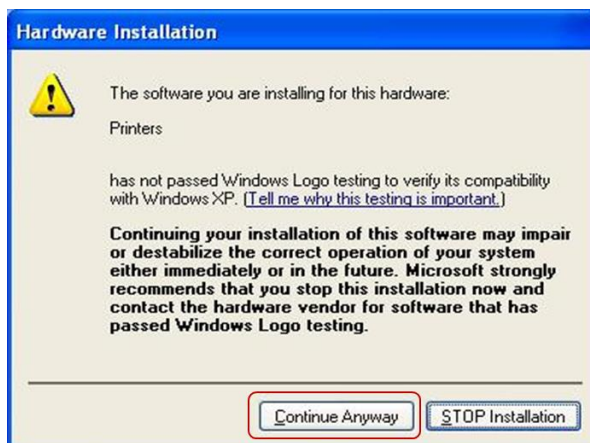 Hardware Installation
The software you are installing for this hardware:
Printers
has not passed Windows Logo testing to verify its compatibility
with Windows XP. (Tell me why this testing is important.)
Continuing your installation of this software may impair
or destabilize the correct operation of your system
either immediately or in the future. Microsoft strongly
recommends that you stop this installation now and
contact the hardware vendor for software that has
passed Windows Logo testing.
Continue Anyway
STOP Installation